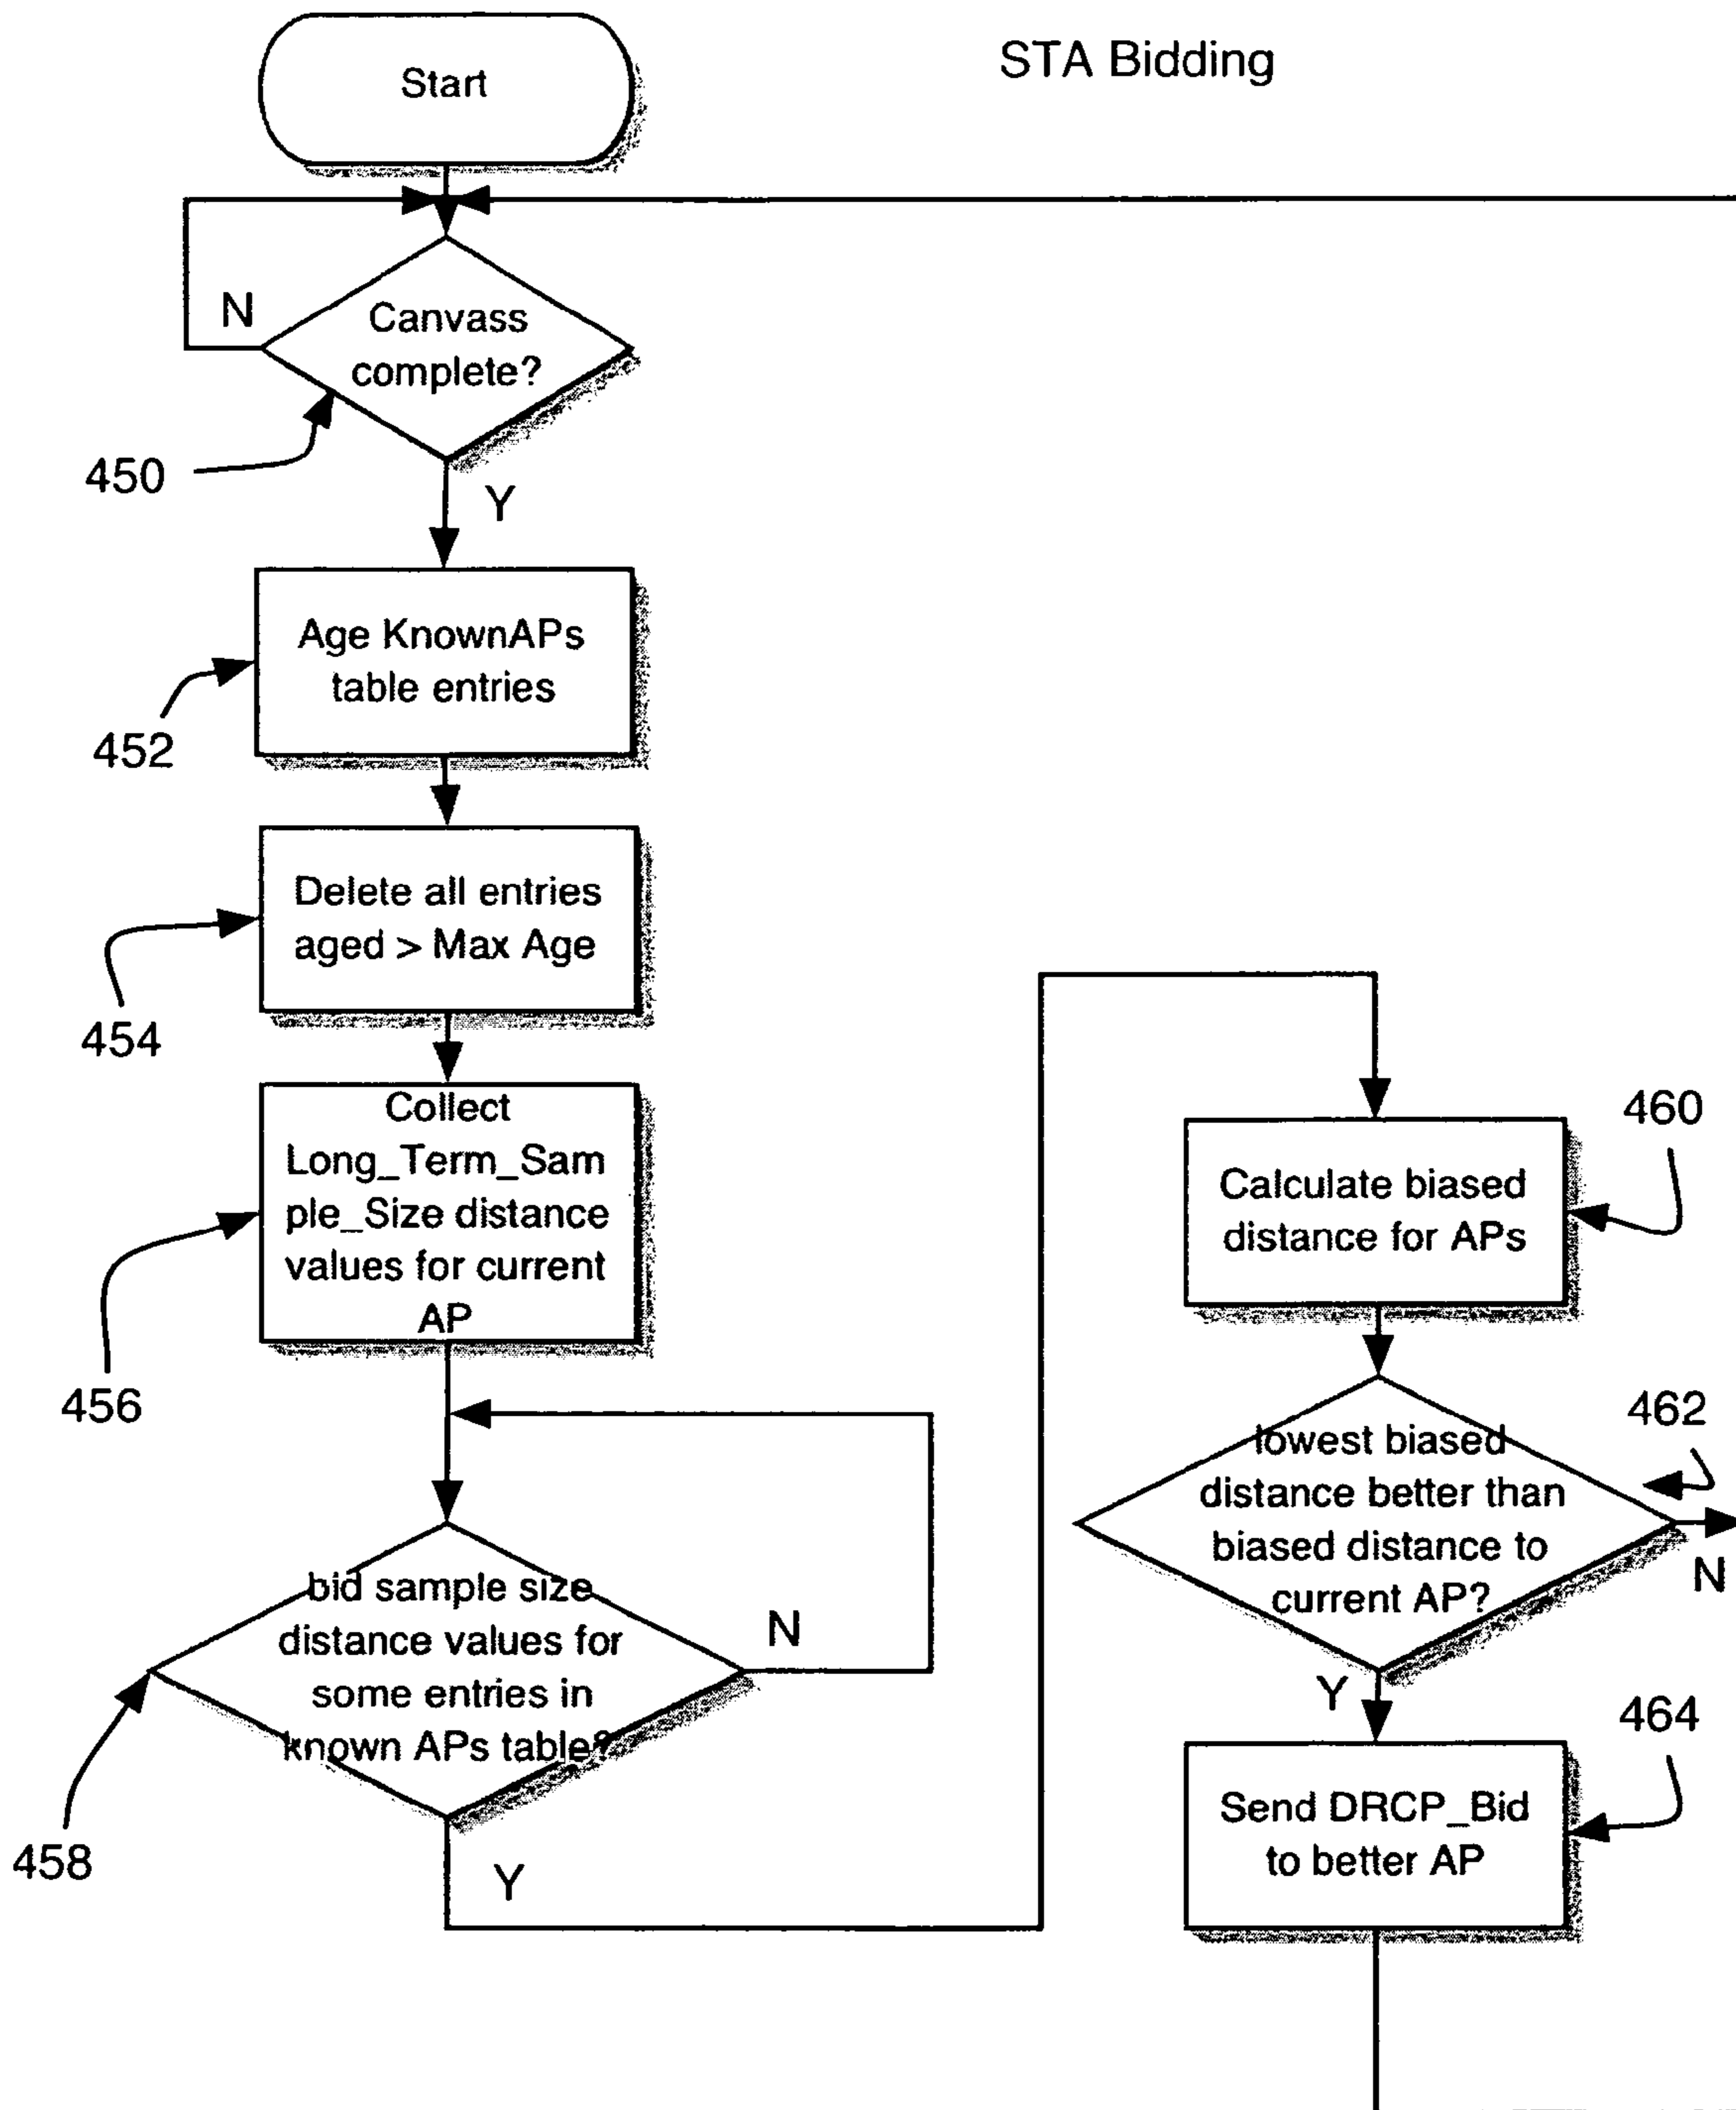 STA Bidding
Start
N
Canvass
complete?
450
Y
Age KnownAPs
table entries
452
Delete all entries
aged > Max Age
454
Collect
Long_Term_Sam
ple_Size distance
values for current
AP
456
bid sample size
distance values for
some entries in
known APs table?
N
458
Y
460
Calculate biased
distance for APs
462
lowest biased
distance better than
biased distance to
current AP?
N
Y
464
Send DRCP_Bid
to better AP